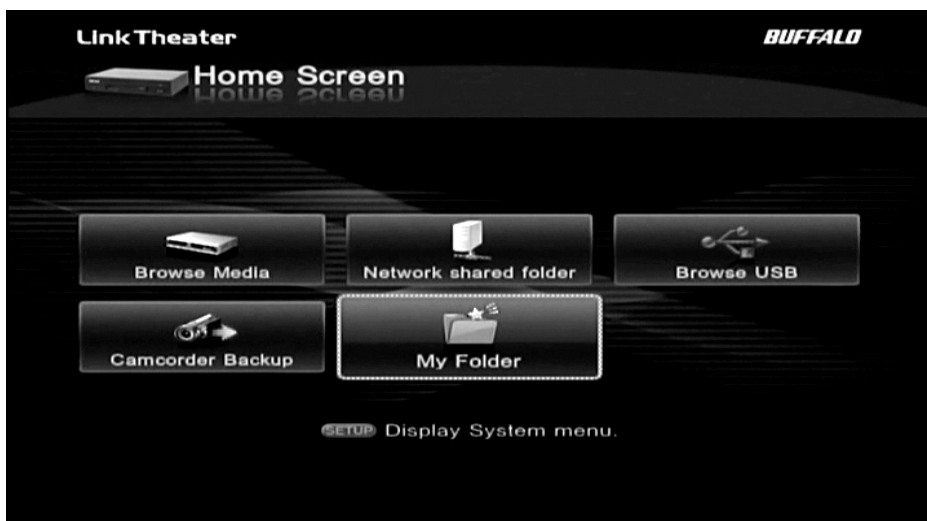 LinkTheater
BUFFALO
Home Screen
Browse Media
Network shared folder
Browse USB
Camcorder Backup
My Folder
SETUP Display System menu.